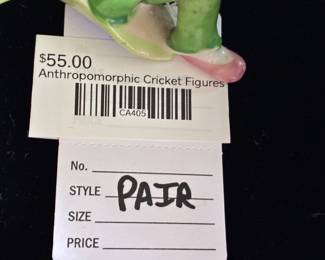 $55.00
Anthropomorphic Cricket Figures
CA405
No.
STYLE PAIR
SIZE
PRICE